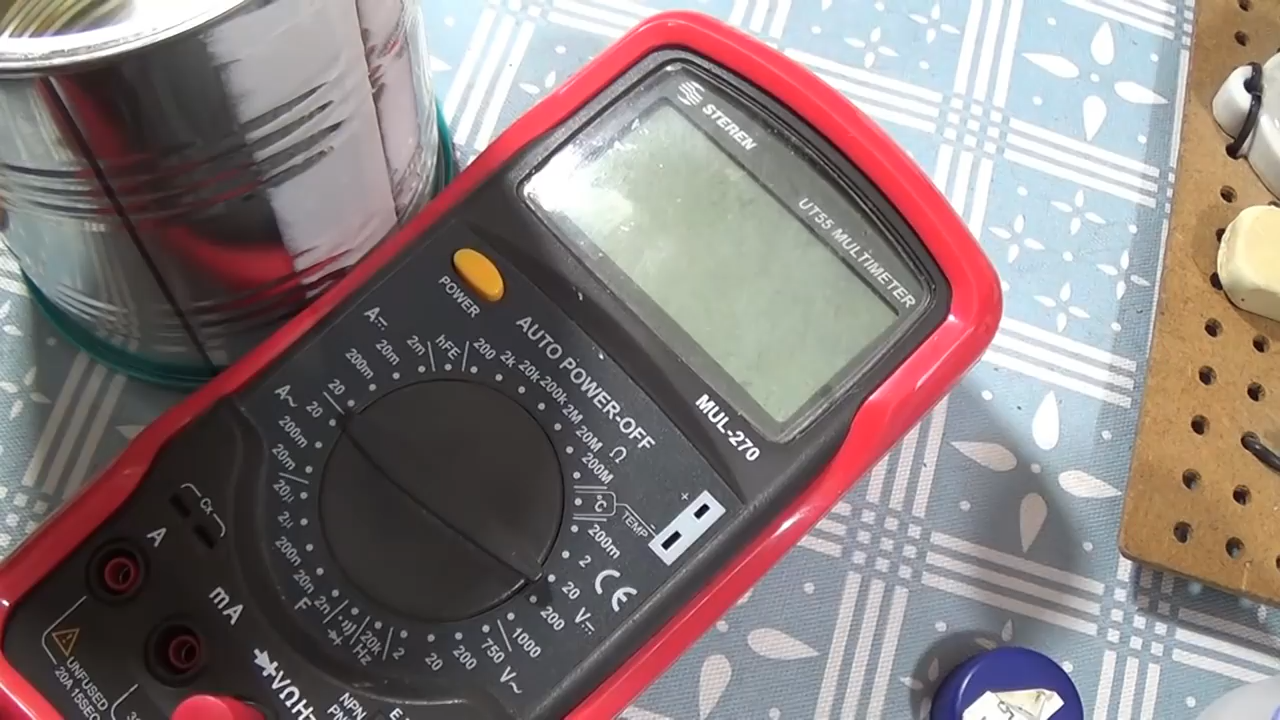 STEREN
UT55 MULTIMETER
POWER
AUTO POWER-OFF
MUL-270
A⎓
20m
2m
hFE
200
2k
20k
200k
2M
20M
Ω
200M
200m
20
A~
20
200m
20m
20μ
2μ
200n
20n
2n
F
°C
TEMP
+
−
200m
2
20
V⎓
200
1000
750
V~
200
20
2
20k
Hz
CE
Cx
A
mA
VΩHz
UNFUSED
20A 15SEC
NPN